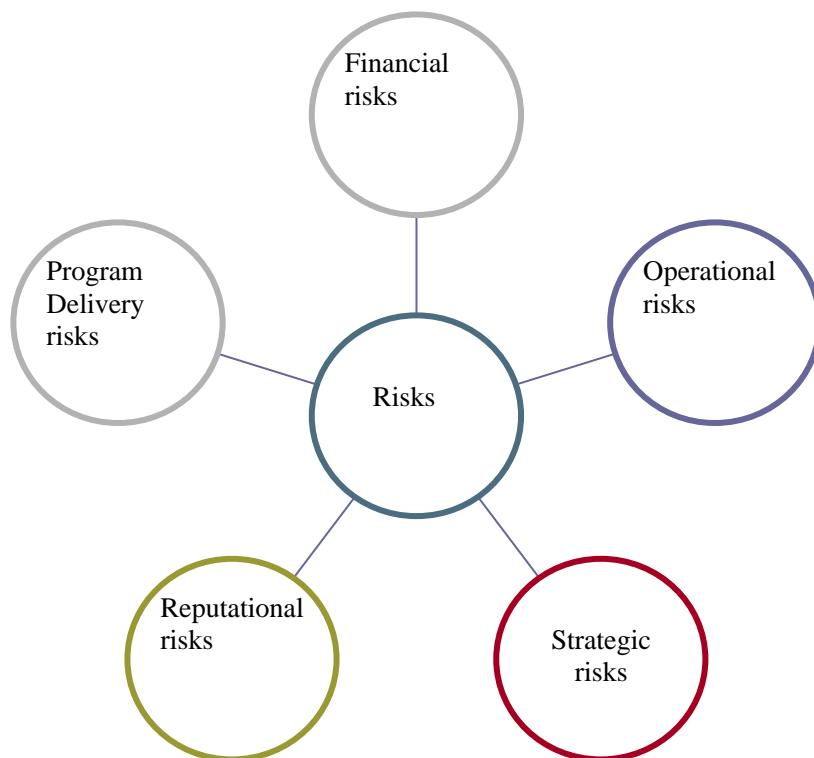 Financial
risks
Program
Delivery
risks
Operational
risks
Risks
Reputational
risks
Strategic
risks